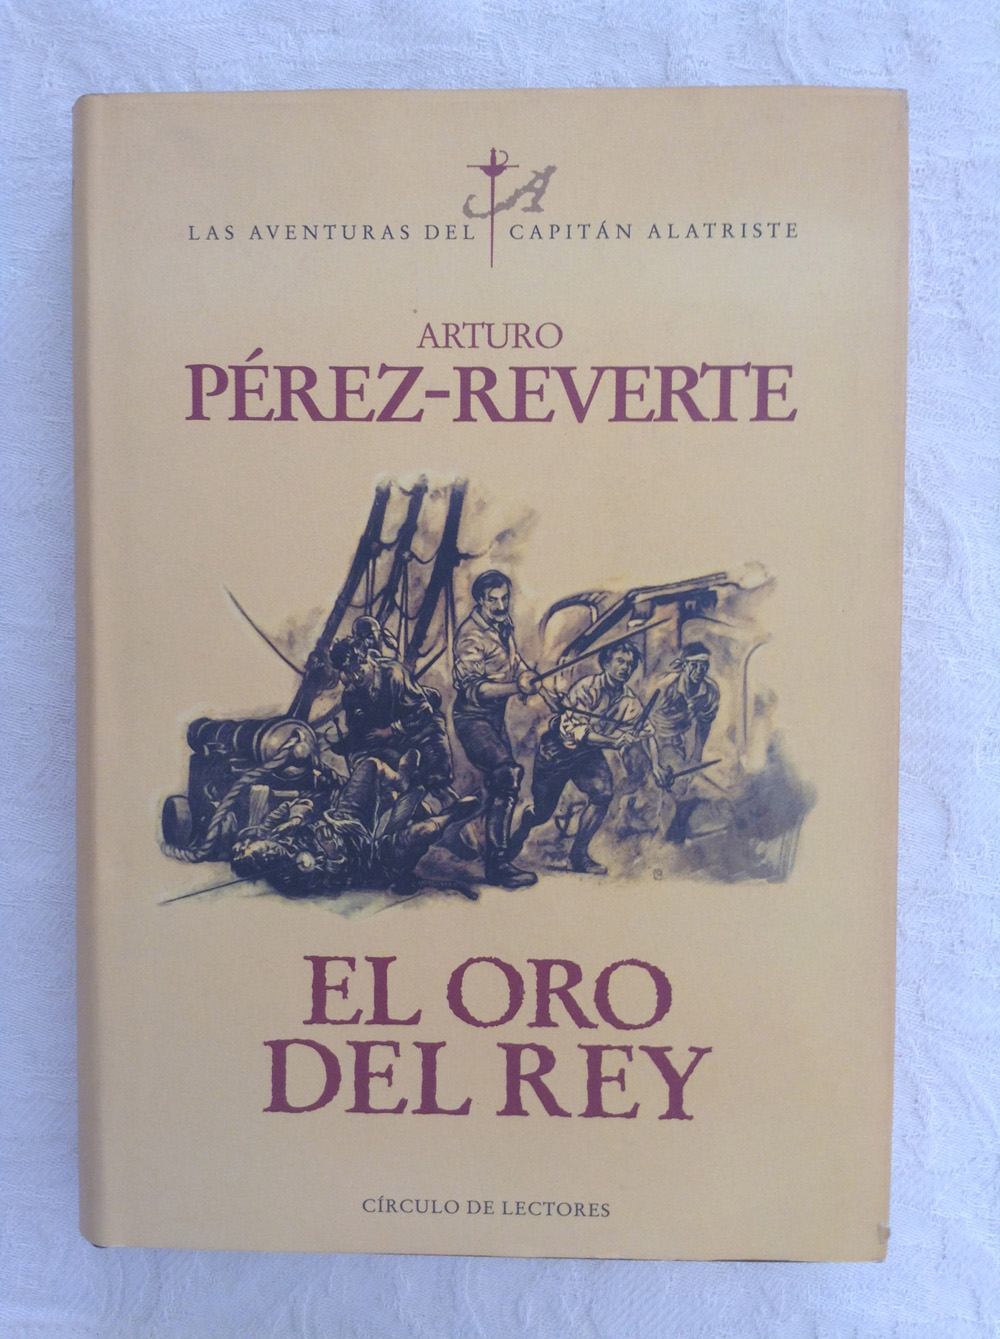 A
LAS AVENTURAS DEL CAPITÁN ALATRISTE
ARTURO
PÉREZ-REVERTE
EL ORO
DEL REY
CÍRCULO DE LECTORES